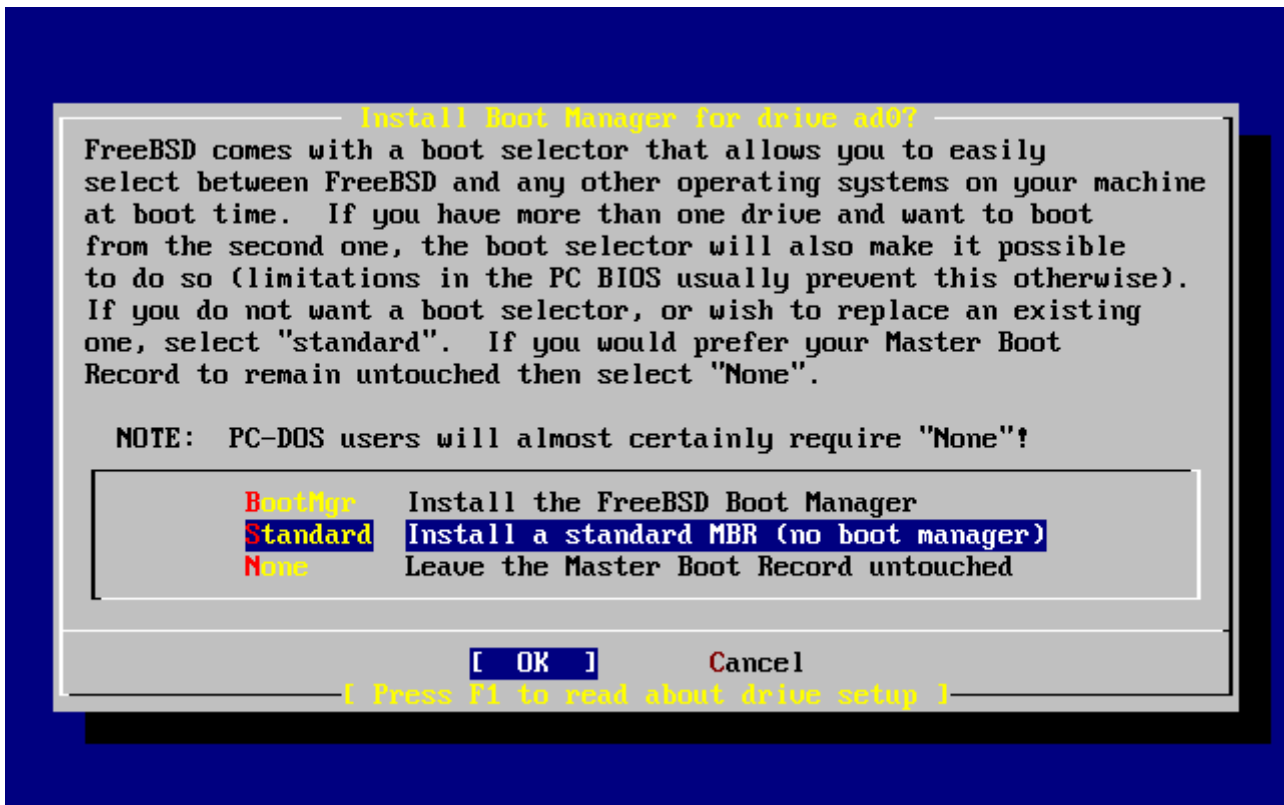 Install Boot Manager for drive ad0?
FreeBSD comes with a boot selector that allows you to easily
select between FreeBSD and any other operating systems on your machine
at boot time.  If you have more than one drive and want to boot
from the second one, the boot selector will also make it possible
to do so (limitations in the PC BIOS usually prevent this otherwise).
If you do not want a boot selector, or wish to replace an existing
one, select "standard".  If you would prefer your Master Boot
Record to remain untouched then select "None".
NOTE:  PC-DOS users will almost certainly require "None"!
BootMgr   Install the FreeBSD Boot Manager
Standard  Install a standard MBR (no boot manager)
None      Leave the Master Boot Record untouched
[  OK  ]       Cancel
[ Press F1 to read about drive setup ]